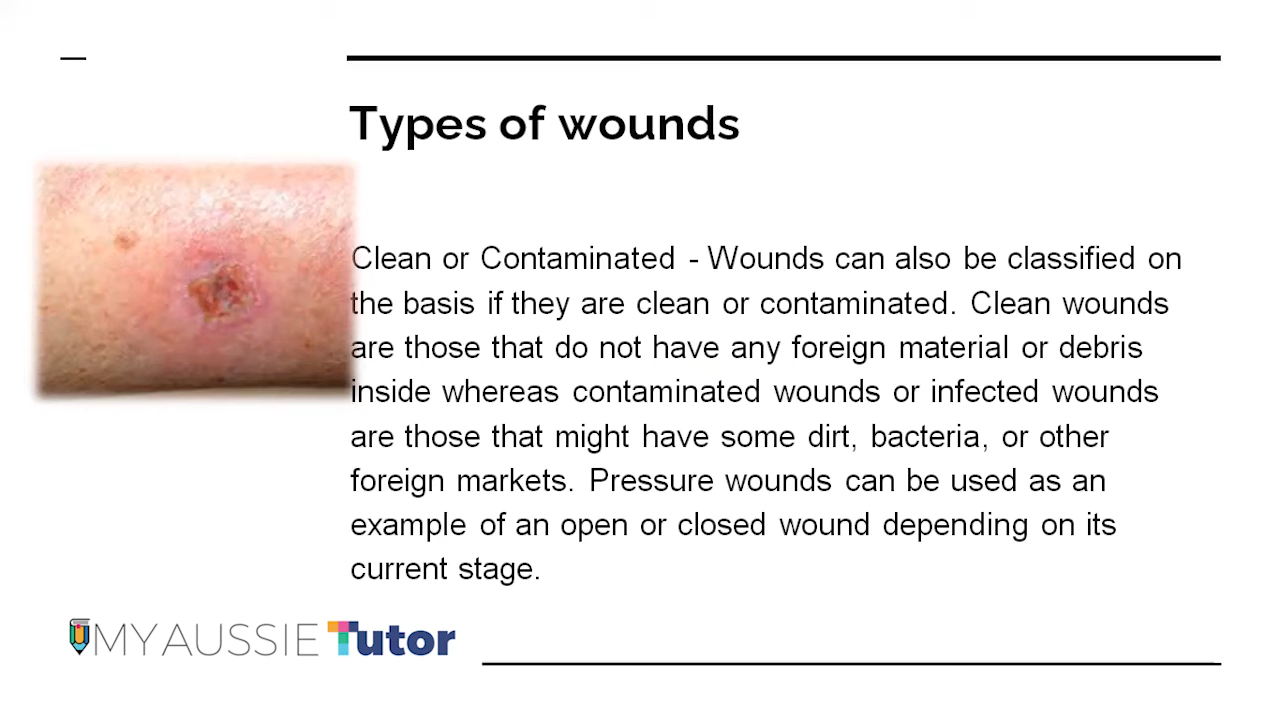 Types of wounds
Clean or Contaminated - Wounds can also be classified on
the basis if they are clean or contaminated. Clean wounds
are those that do not have any foreign material or debris
inside whereas contaminated wounds or infected wounds
are those that might have some dirt, bacteria, or other
foreign markets. Pressure wounds can be used as an
example of an open or closed wound depending on its
current stage.
MY AUSSIE Tutor